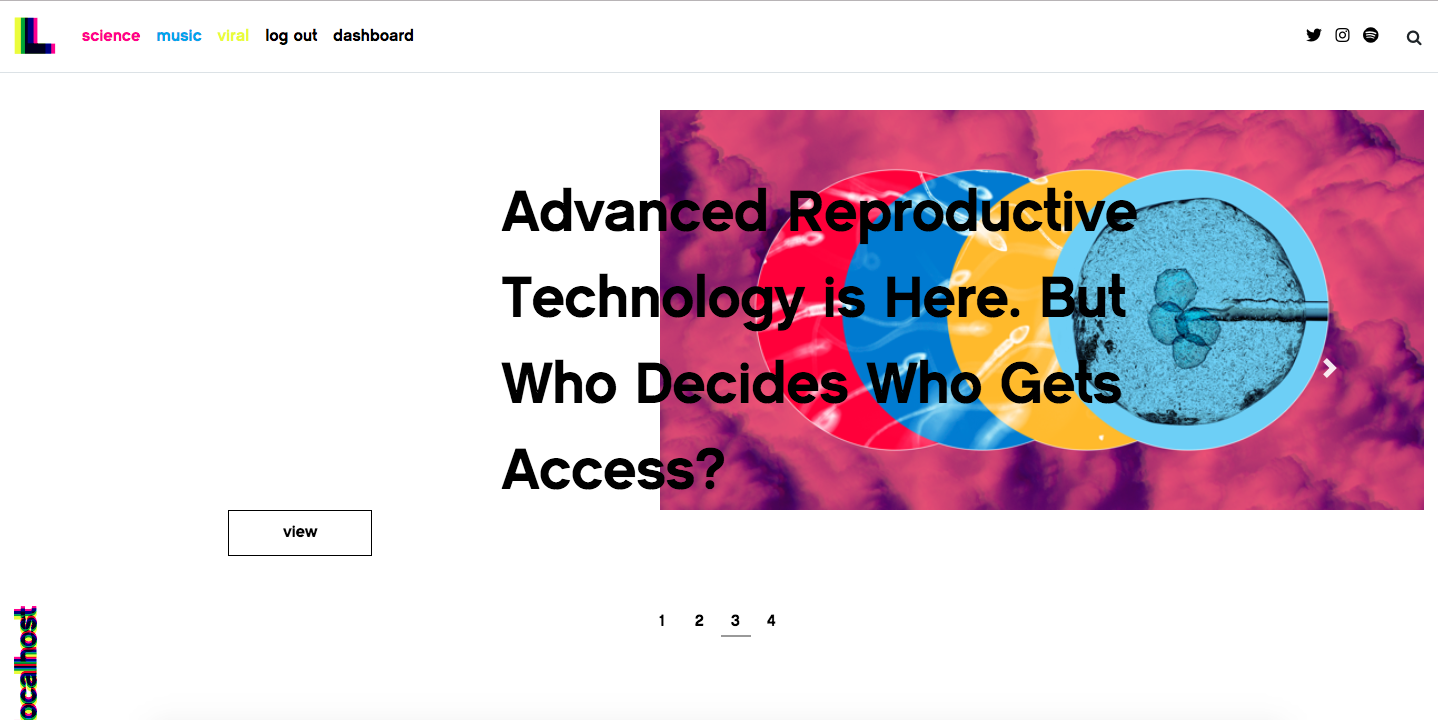 L
science music viral log out dashboard
Advanced Reproductive
Technology is Here. But
Who Decides Who Gets
Access?
view
1 2 3 4
ocalhost